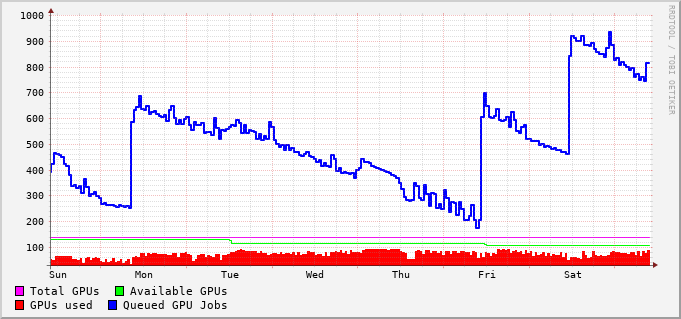 1000
900
800
700
600
500
400
300
200
100
Sun Mon Tue Wed Thu Fri Sat
Total GPUs Available GPUs
GPUs used Queued GPU Jobs
RRDTOOL / TOBI OETIKER